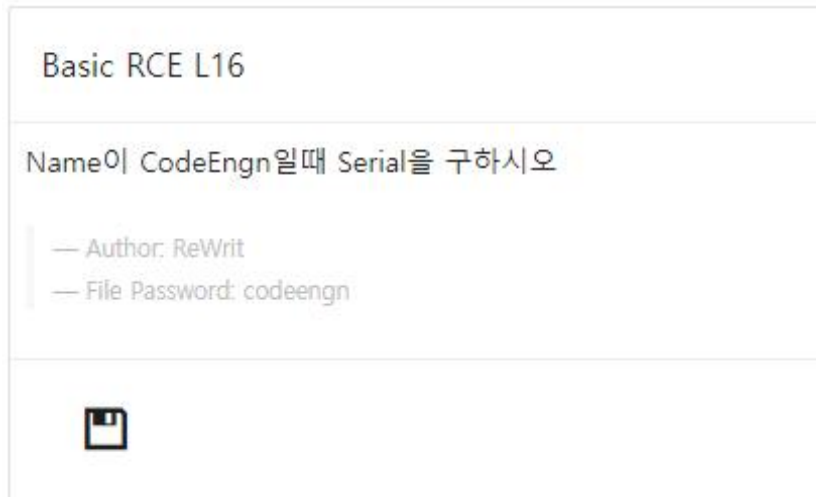 Basic RCE L16
Name이 CodeEngn일때 Serial을 구하시오
— Author: ReWrit
— File Password: codeengn